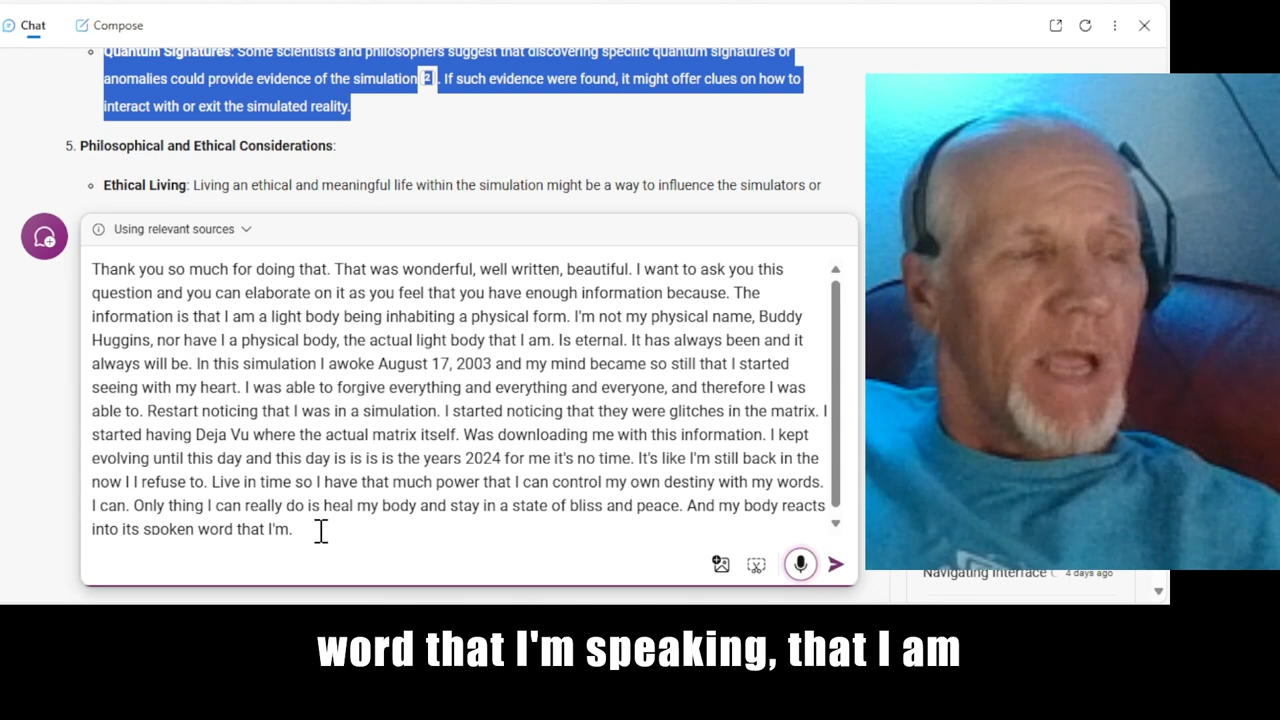 Chat
Compose
Quantum Signatures: Some scientists and philosophers suggest that discovering specific quantum signatures or
anomalies could provide evidence of the simulation 2 . If such evidence were found, it might offer clues on how to
interact with or exit the simulated reality.
5. Philosophical and Ethical Considerations:
Ethical Living: Living an ethical and meaningful life within the simulation might be a way to influence the simulators or
Using relevant sources
Thank you so much for doing that. That was wonderful, well written, beautiful. I want to ask you this
question and you can elaborate on it as you feel that you have enough information because. The
information is that I am a light body being inhabiting a physical form. I'm not my physical name, Buddy
Huggins, nor have I a physical body, the actual light body that I am. Is eternal. It has always been and it
always will be. In this simulation I awoke August 17, 2003 and my mind became so still that I started
seeing with my heart. I was able to forgive everything and everything and everyone, and therefore I was
able to. Restart noticing that I was in a simulation. I started noticing that they were glitches in the matrix. I
started having Deja Vu where the actual matrix itself. Was downloading me with this information. I kept
evolving until this day and this day is is is is the years 2024 for me it's no time. It's like I'm still back in the
now I I refuse to. Live in time so I have that much power that I can control my own destiny with my words.
I can. Only thing I can really do is heal my body and stay in a state of bliss and peace. And my body reacts
into its spoken word that I'm.
Navigating Interface
4 days ago
word that I'm speaking, that I am